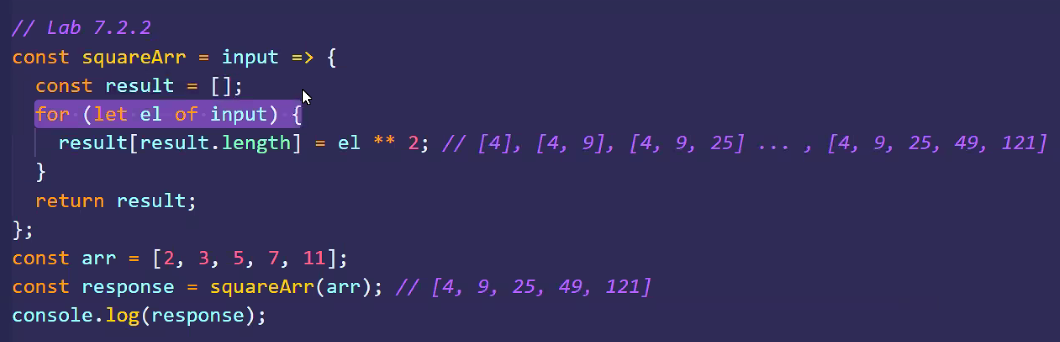 // Lab 7.2.2
const squareArr = input => {
  const result = [];
  for (let el of input) {
    result[result.length] = el ** 2; // [4], [4, 9], [4, 9, 25] ... , [4, 9, 25, 49, 121]
  }
  return result;
};
const arr = [2, 3, 5, 7, 11];
const response = squareArr(arr); // [4, 9, 25, 49, 121]
console.log(response);